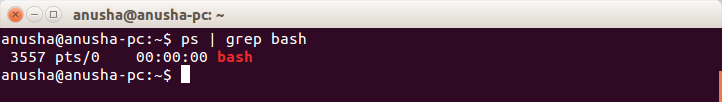 anusha@anusha-pc: ~
anusha@anusha-pc:~$ ps | grep bash
 3557 pts/0    00:00:00 bash
anusha@anusha-pc:~$